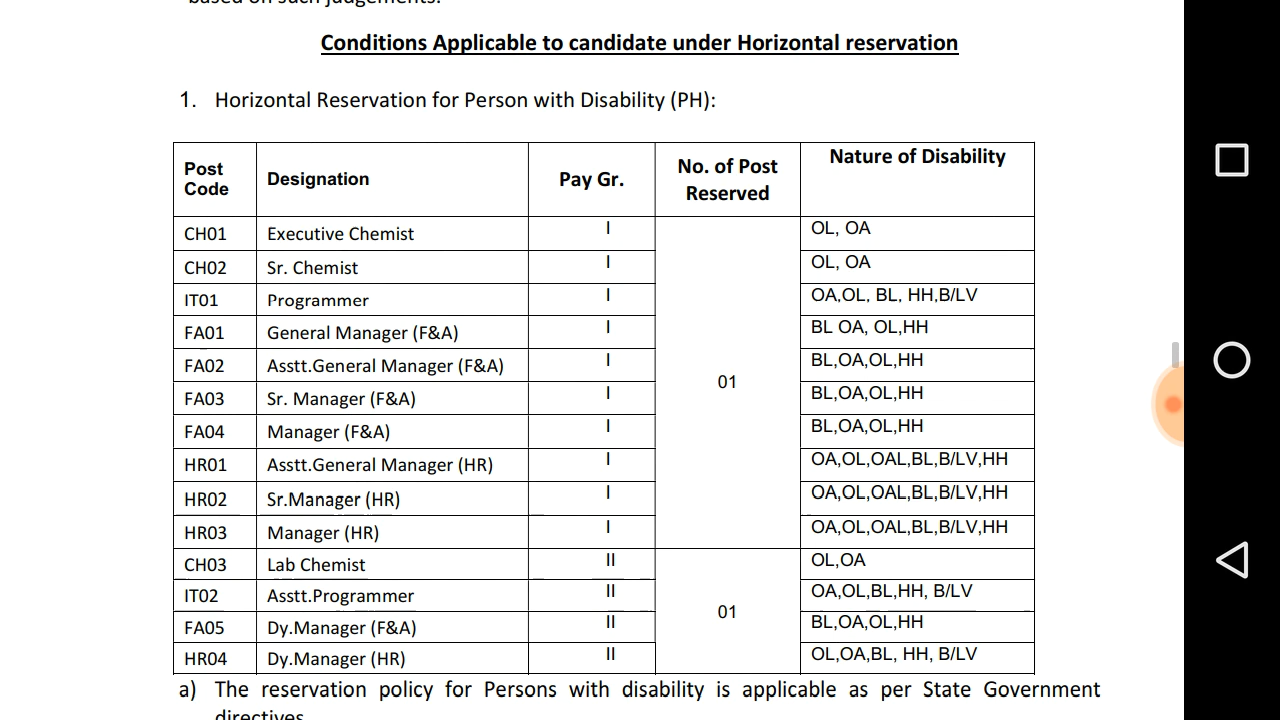 based on such judgements.
Conditions Applicable to candidate under Horizontal reservation
1. Horizontal Reservation for Person with Disability (PH):
Post Code Designation Pay Gr. No. of Post Reserved Nature of Disability
CH01 Executive Chemist I OL, OA
CH02 Sr. Chemist I OL, OA
IT01 Programmer I OA,OL, BL, HH,B/LV
FA01 General Manager (F&A) I BL OA, OL,HH
FA02 Asstt.General Manager (F&A) I BL,OA,OL,HH
FA03 Sr. Manager (F&A) I 01 BL,OA,OL,HH
FA04 Manager (F&A) I BL,OA,OL,HH
HR01 Asstt.General Manager (HR) I OA,OL,OAL,BL,B/LV,HH
HR02 Sr.Manager (HR) I OA,OL,OAL,BL,B/LV,HH
HR03 Manager (HR) I OA,OL,OAL,BL,B/LV,HH
CH03 Lab Chemist II OL,OA
IT02 Asstt.Programmer II 01 OA,OL,BL,HH, B/LV
FA05 Dy.Manager (F&A) II BL,OA,OL,HH
HR04 Dy.Manager (HR) II OL,OA,BL, HH, B/LV
a) The reservation policy for Persons with disability is applicable as per State Government
directives